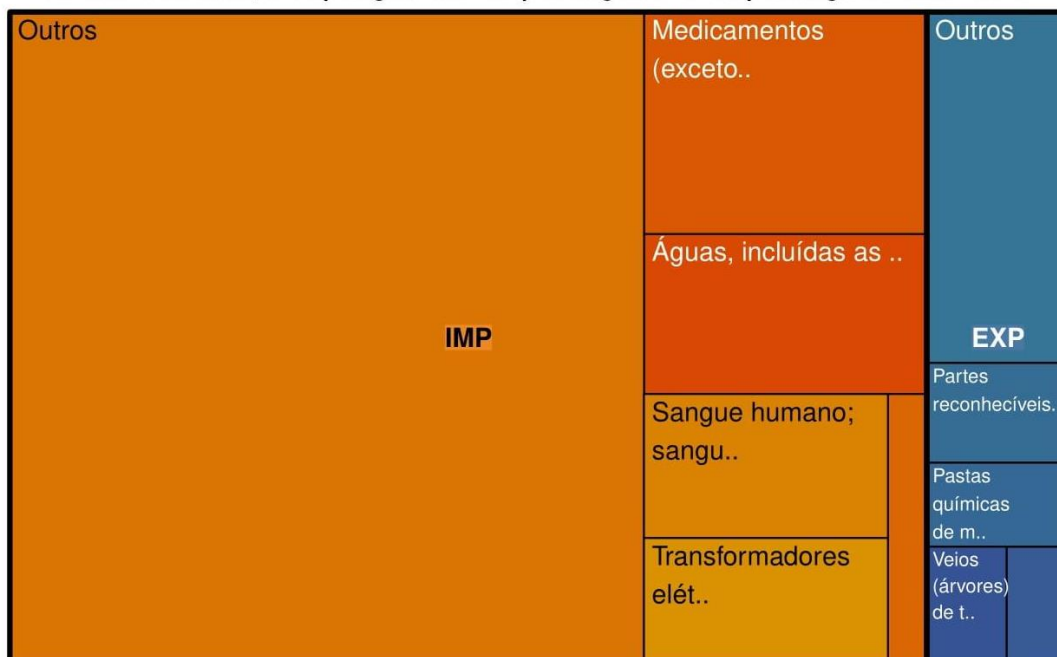 Outros
Medicamentos
(exceto..
Águas, incluídas as ..
Sangue humano;
sangu..
Transformadores
elét..
IMP
Outros
EXP
Partes
reconhecíveis.
Pastas
químicas
de m..
Veios
(árvores)
de t..